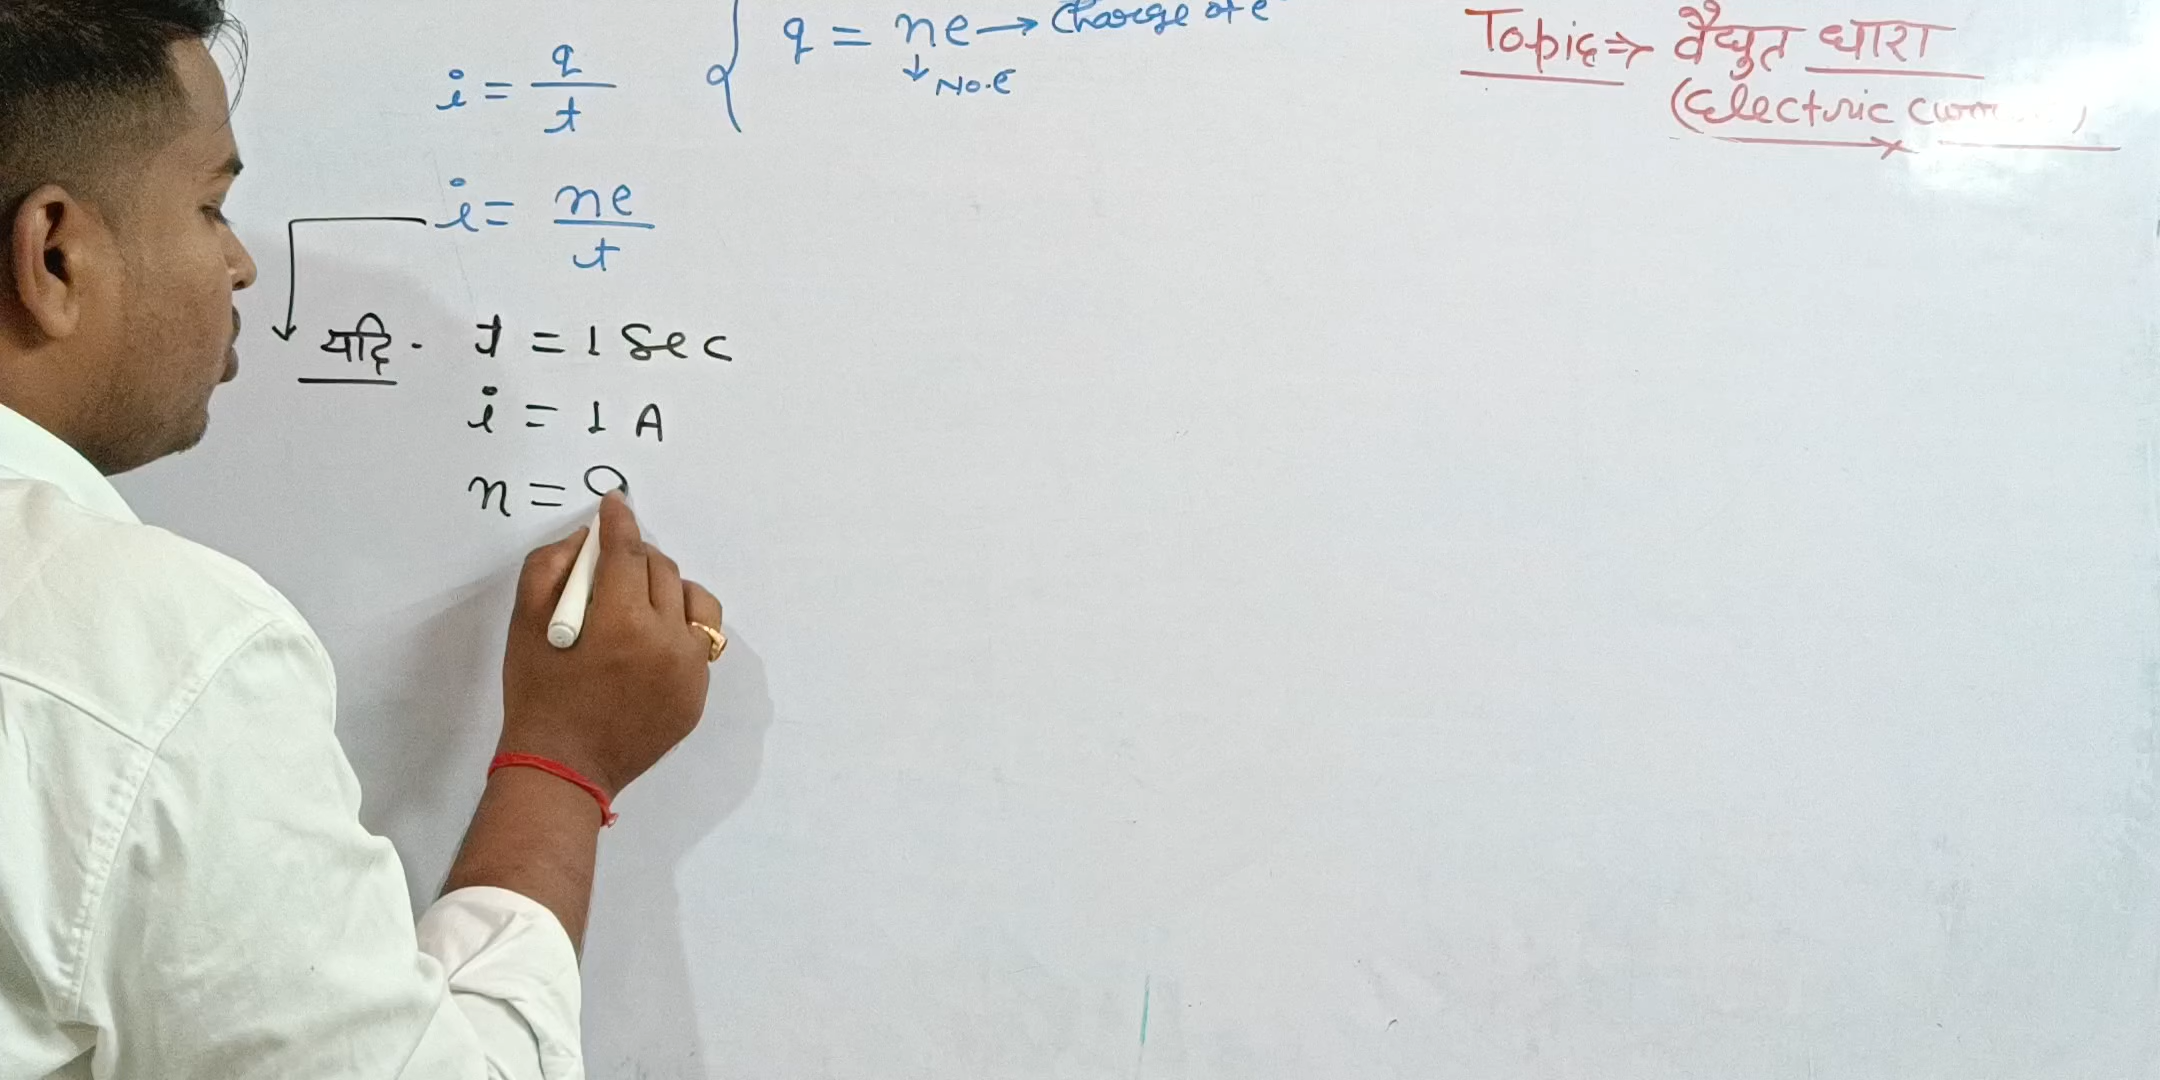 Topic⇒ वैद्युत धारा
(Electric
q = ne → Charge of e
↓ No.e
i = q/t
i = ne/t
यदि - t = 1 Sec
i = 1 A
n =